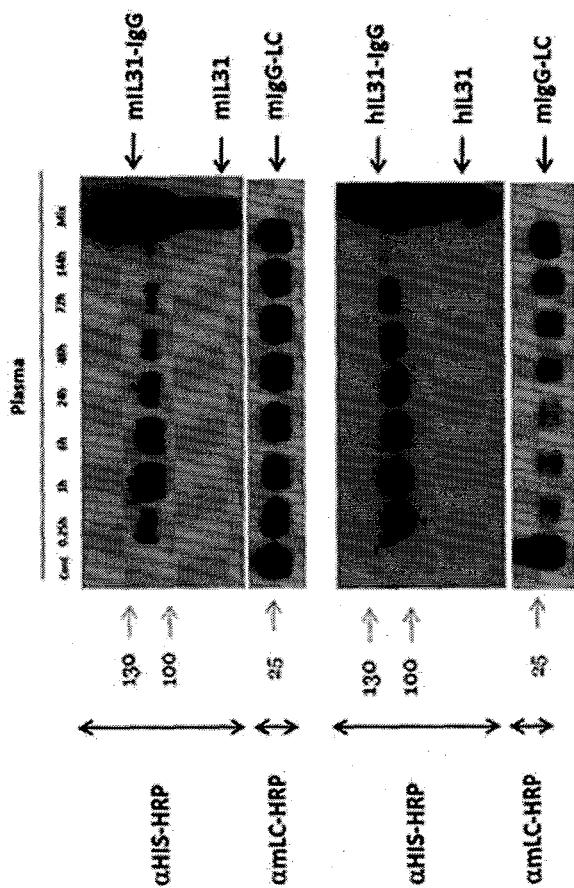 Plasma
Cont. 0.25h 1h 6h 24h 48h 72h 144h Mix
αHIS-HRP
130
100
mIL31-IgG
mIL31
αmLC-HRP
25
mIgG-LC
αHIS-HRP
130
100
hIL31-IgG
hIL31
αmLC-HRP
25
mIgG-LC